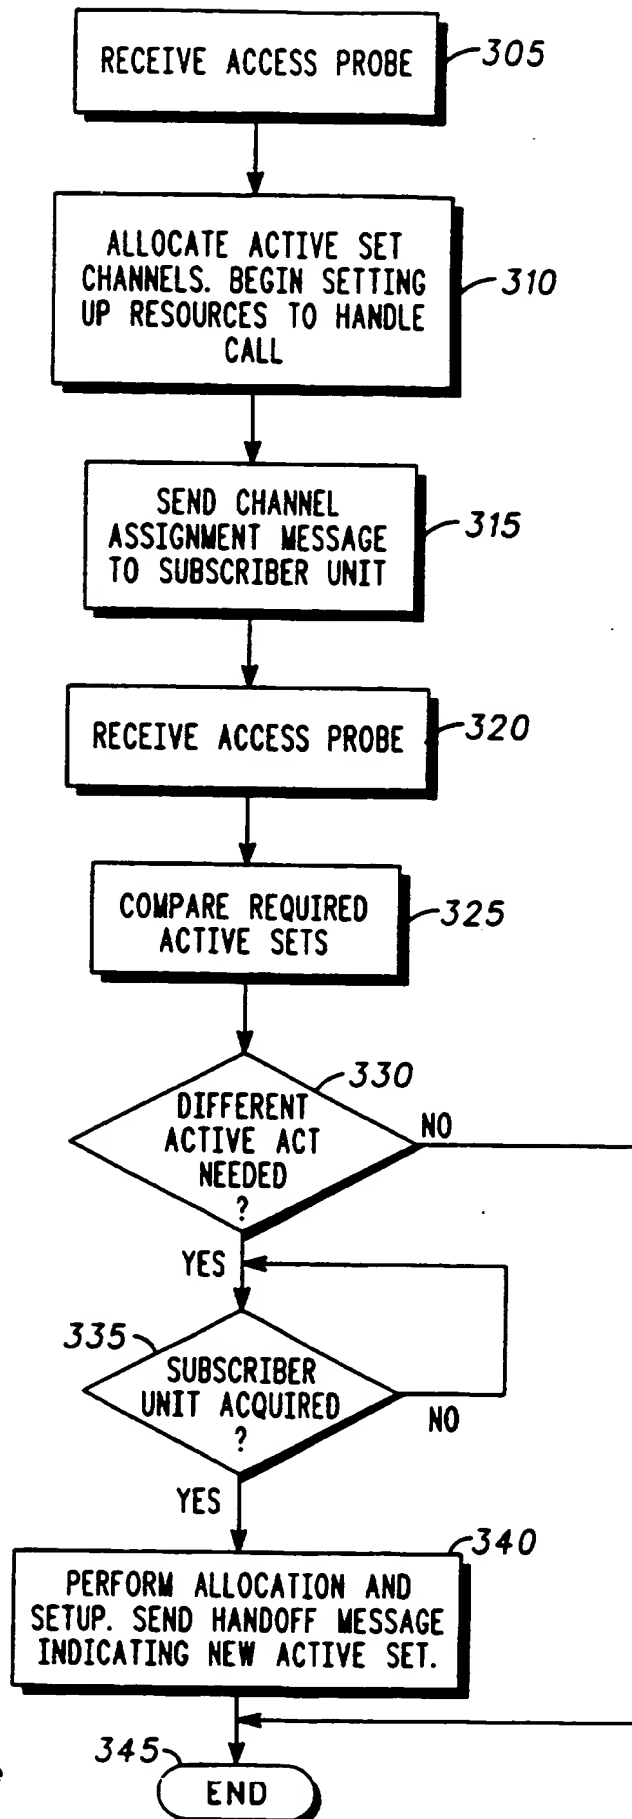 RECEIVE ACCESS PROBE
305
ALLOCATE ACTIVE SET
CHANNELS. BEGIN SETTING
UP RESOURCES TO HANDLE
CALL
310
SEND CHANNEL
ASSIGNMENT MESSAGE
TO SUBSCRIBER UNIT
315
RECEIVE ACCESS PROBE
320
COMPARE REQUIRED
ACTIVE SETS
325
330
DIFFERENT
ACTIVE ACT
NEEDED
?
NO
YES
335
SUBSCRIBER
UNIT ACQUIRED
?
NO
YES
340
PERFORM ALLOCATION AND
SETUP. SEND HANDOFF MESSAGE
INDICATING NEW ACTIVE SET.
345
END